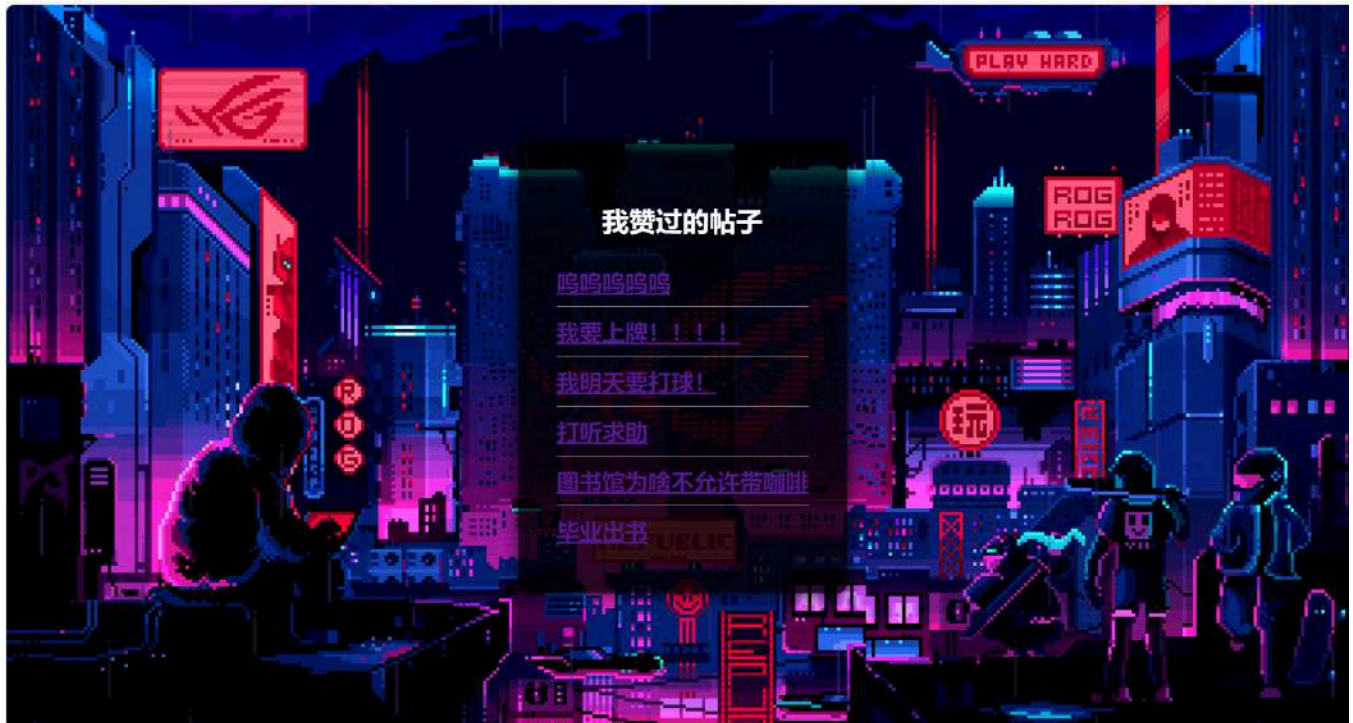 PLAY HARD
ROG
ROG
我赞过的帖子
呜呜呜呜呜
我要上牌！！！！
我明天要打球！
打听求助
R
O
G
玩
图书馆为啥不允许带咖啡
毕业出书
REPUBLIC